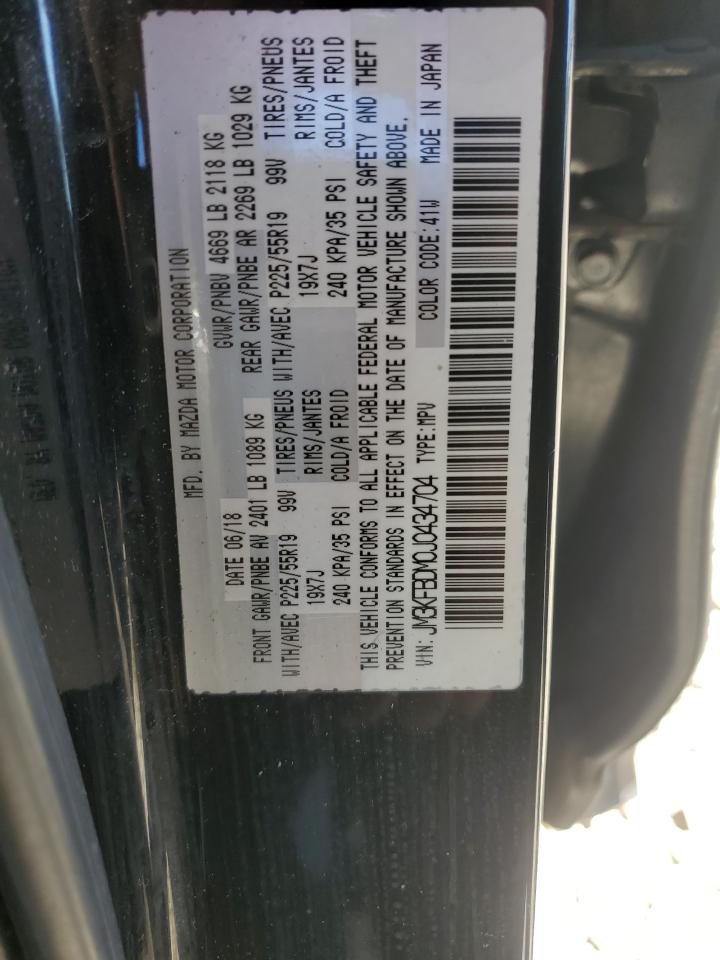 MFD. BY MAZDA MOTOR CORPORATION
DATE 06/18 GVWR/PNBV 4669 LB 2118 KG
FRONT GAWR/PNBE AV 2401 LB 1089 KG REAR GAWR/PNBE AR 2269 LB 1029 KG
WITH/AVEC P225/55R19 99V TIRES/PNEUS WITH/AVEC P225/55R19 99V TIRES/PNEUS
19X7J RIMS/JANTES 19X7J RIMS/JANTES
240 KPA/35 PSI COLD/A FROID 240 KPA/35 PSI COLD/A FROID
THIS VEHICLE CONFORMS TO ALL APPLICABLE FEDERAL MOTOR VEHICLE SAFETY AND THEFT
PREVENTION STANDARDS IN EFFECT ON THE DATE OF MANUFACTURE SHOWN ABOVE.
VIN: JM3KFBDM0J0434704 TYPE:MPV COLOR CODE:41W MADE IN JAPAN